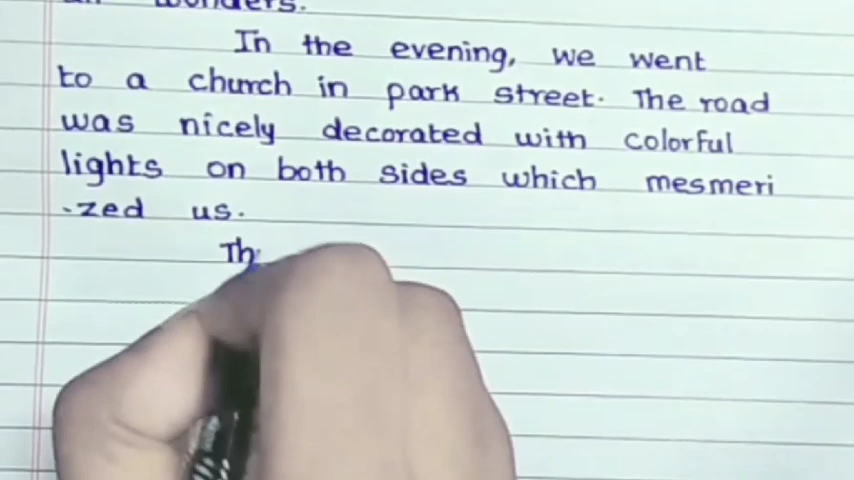 wonders.
In the evening, we went
to a church in park street. The road
was nicely decorated with colorful
lights on both sides which mesmeri
-zed us.
Th